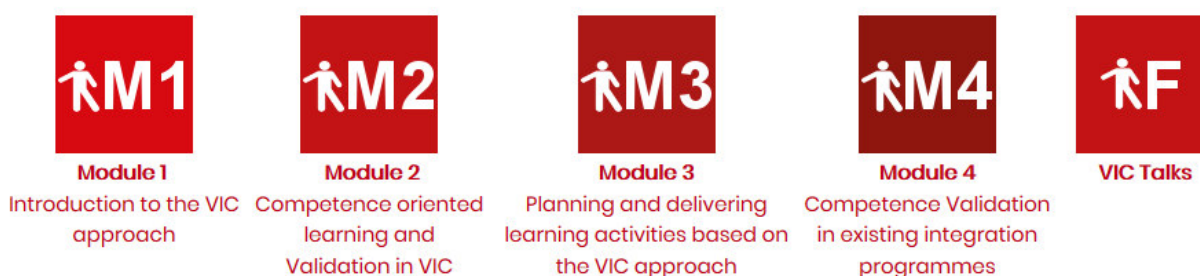 M1
Module 1
Introduction to the VIC
approach
M2
Module 2
Competence oriented
learning and
Validation in VIC
M3
Module 3
Planning and delivering
learning activities based on
the VIC approach
M4
Module 4
Competence Validation
in existing integration
programmes
F
VIC Talks